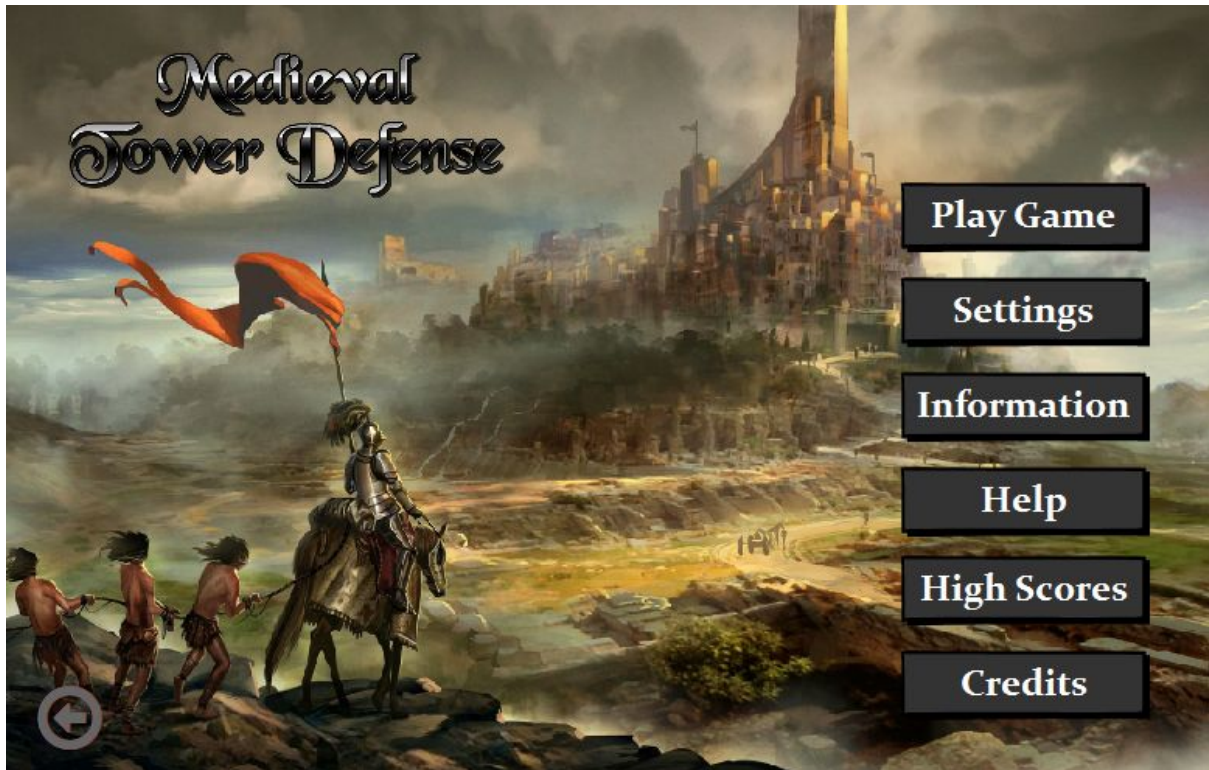 Medieval
Tower Defense
Play Game
Settings
Information
Help
High Scores
Credits